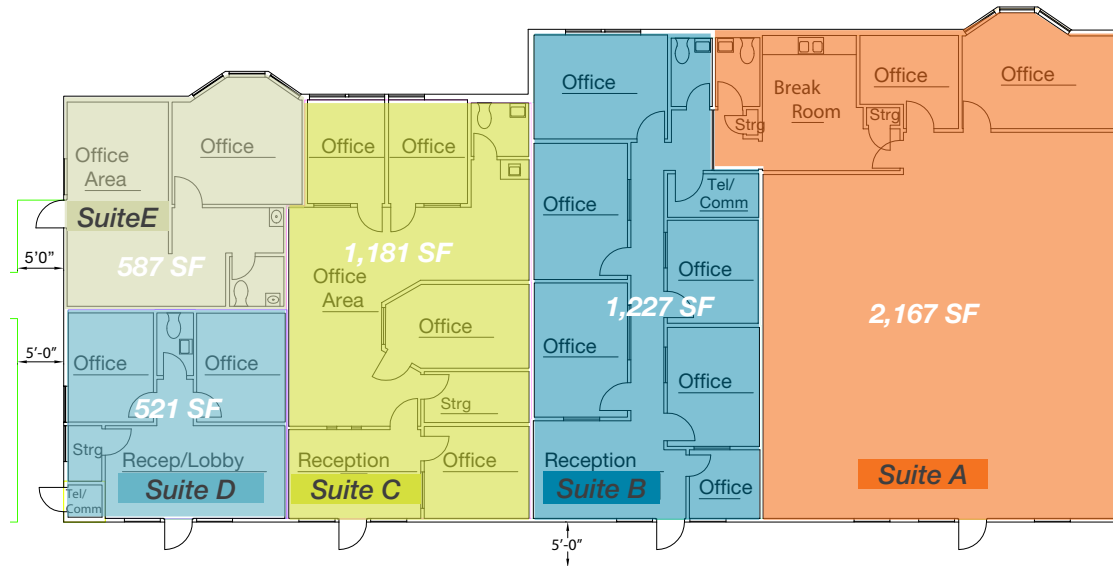 Office
Area
Office
SuiteE
587 SF
5'0"
5'-0"
Office
Office
521 SF
Strg
Recep/Lobby
Suite D
Tel/
Comm
Office
Office
1,181 SF
Office
Area
Office
Strg
Reception
Office
Suite C
Office
Office
Tel/
Comm
Office
1,227 SF
Office
Office
Reception
Office
Suite B
5'-0"
Break
Room
Strg
Strg
Office
Office
2,167 SF
Suite A